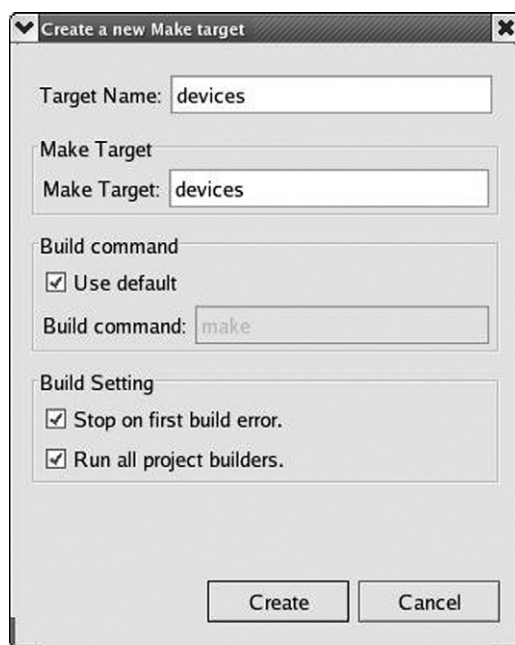 Create a new Make target
Target Name: devices
Make Target
Make Target: devices
Build command
Use default
Build command: make
Build Setting
Stop on first build error.
Run all project builders.
Create Cancel